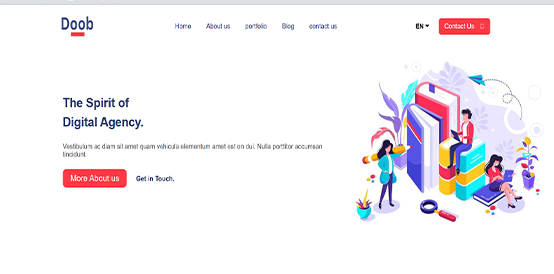 Doob
Home About us portfolio Blog contact us
EN
Contact Us
The Spirit of
Digital Agency.
Vestibulum ac diam sit amet quam vehicula elementum amet est on dui. Nulla porttitor accumsan
tincidunt.
More About us
Get in Touch.